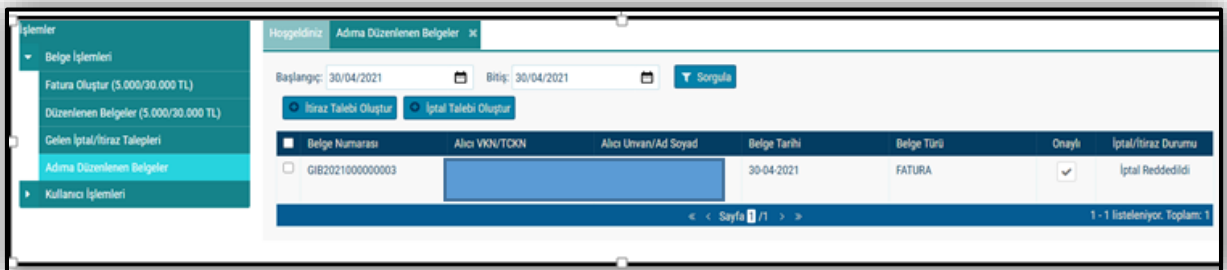 İşlemler
Belge İşlemleri
Fatura Oluştur (5.000/30.000 TL)
Düzenlenen Belgeler (5.000/30.000 TL)
Gelen İptal/İtiraz Talepleri
Adıma Düzenlenen Belgeler
Kullanıcı İşlemleri
Hoşgeldiniz Adıma Düzenlenen Belgeler ×
Başlangıç: 30/04/2021 Bitiş: 30/04/2021 Sorgula
İtiraz Talebi Oluştur İptal Talebi Oluştur
Belge Numarası Alıcı VKN/TCKN Alıcı Unvan/Ad Soyad Belge Tarihi Belge Türü Onaylı İptal/İtiraz Durumu
GIB2021000000003 30-04-2021 FATURA İptal Reddedildi
« < Sayfa 1 /1 > »
1 - 1 listeleniyor. Toplam: 1